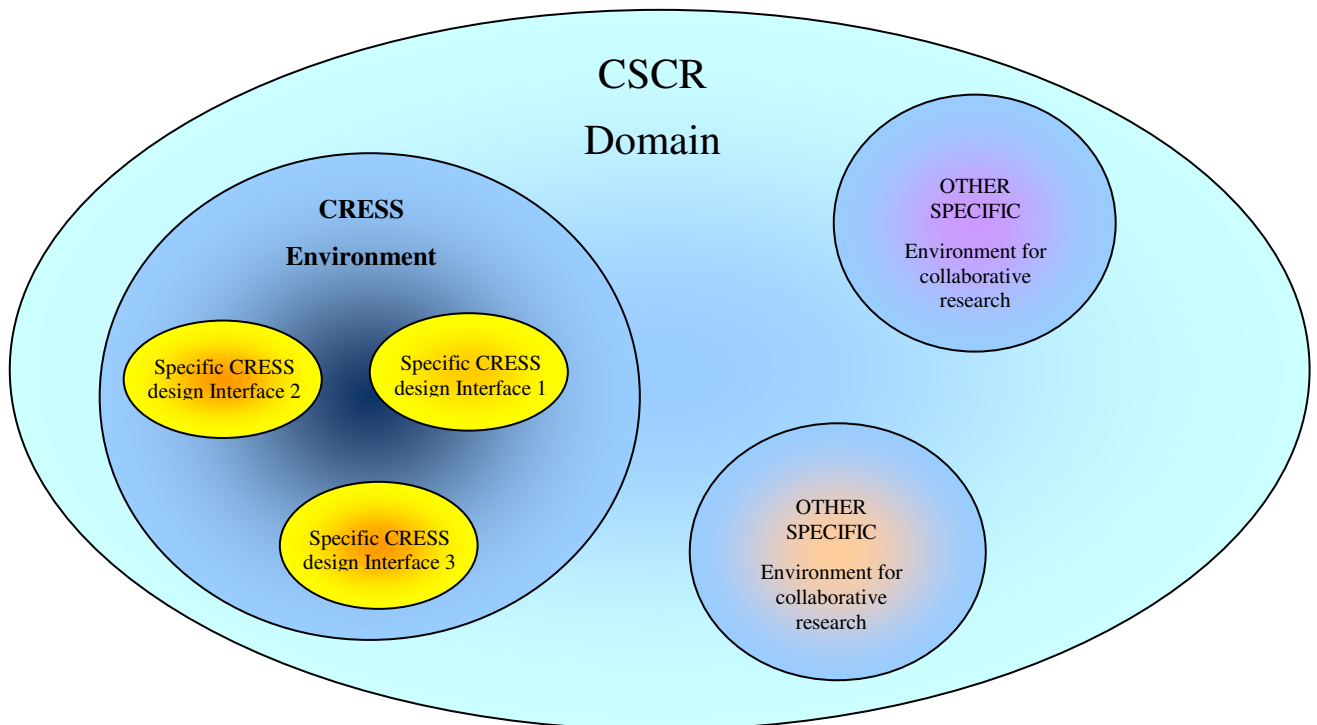 CSCR
Domain
CRESS
Environment
Specific CRESS
design Interface 2
Specific CRESS
design Interface 1
Specific CRESS
design Interface 3
OTHER
SPECIFIC
Environment for
collaborative
research
OTHER
SPECIFIC
Environment for
collaborative
research